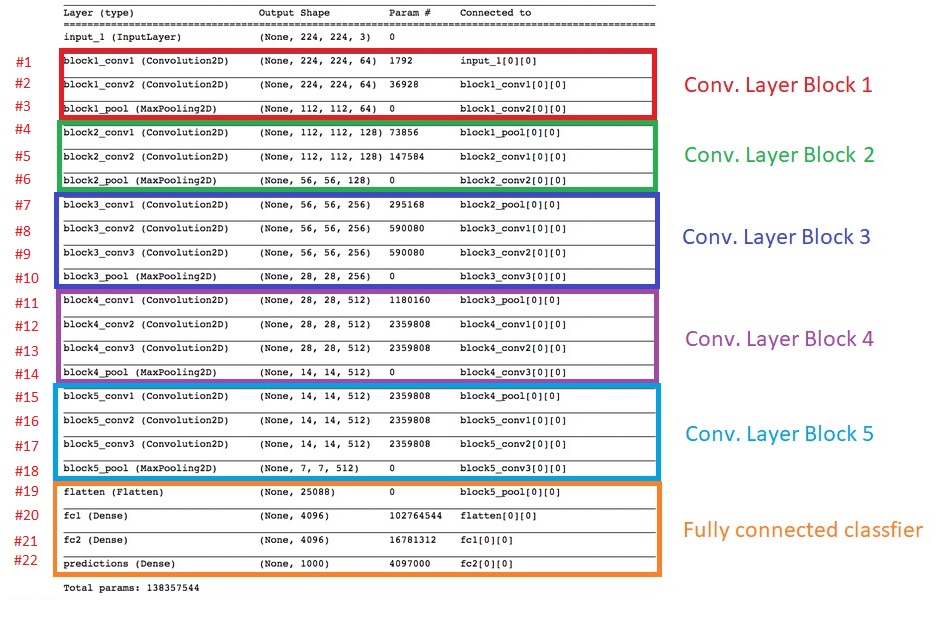 Layer (type) Output Shape Param # Connected to
input_1 (InputLayer) (None, 224, 224, 3) 0
#1 block1_conv1 (Convolution2D) (None, 224, 224, 64) 1792 input_1[0][0]
#2 block1_conv2 (Convolution2D) (None, 224, 224, 64) 36928 block1_conv1[0][0] Conv. Layer Block 1
#3 block1_pool (MaxPooling2D) (None, 112, 112, 64) 0 block1_conv2[0][0]
#4 block2_conv1 (Convolution2D) (None, 112, 112, 128) 73856 block1_pool[0][0]
#5 block2_conv2 (Convolution2D) (None, 112, 112, 128) 147584 block2_conv1[0][0] Conv. Layer Block 2
#6 block2_pool (MaxPooling2D) (None, 56, 56, 128) 0 block2_conv2[0][0]
#7 block3_conv1 (Convolution2D) (None, 56, 56, 256) 295168 block2_pool[0][0]
#8 block3_conv2 (Convolution2D) (None, 56, 56, 256) 590080 block3_conv1[0][0] Conv. Layer Block 3
#9 block3_conv3 (Convolution2D) (None, 56, 56, 256) 590080 block3_conv2[0][0]
#10 block3_pool (MaxPooling2D) (None, 28, 28, 256) 0 block3_conv3[0][0]
#11 block4_conv1 (Convolution2D) (None, 28, 28, 512) 1180160 block3_pool[0][0]
#12 block4_conv2 (Convolution2D) (None, 28, 28, 512) 2359808 block4_conv1[0][0] Conv. Layer Block 4
#13 block4_conv3 (Convolution2D) (None, 28, 28, 512) 2359808 block4_conv2[0][0]
#14 block4_pool (MaxPooling2D) (None, 14, 14, 512) 0 block4_conv3[0][0]
#15 block5_conv1 (Convolution2D) (None, 14, 14, 512) 2359808 block4_pool[0][0]
#16 block5_conv2 (Convolution2D) (None, 14, 14, 512) 2359808 block5_conv1[0][0] Conv. Layer Block 5
#17 block5_conv3 (Convolution2D) (None, 14, 14, 512) 2359808 block5_conv2[0][0]
#18 block5_pool (MaxPooling2D) (None, 7, 7, 512) 0 block5_conv3[0][0]
#19 flatten (Flatten) (None, 25088) 0 block5_pool[0][0]
#20 fc1 (Dense) (None, 4096) 102764544 flatten[0][0] Fully connected classfier
#21 fc2 (Dense) (None, 4096) 16781312 fc1[0][0]
#22 predictions (Dense) (None, 1000) 4097000 fc2[0][0]
Total params: 138357544